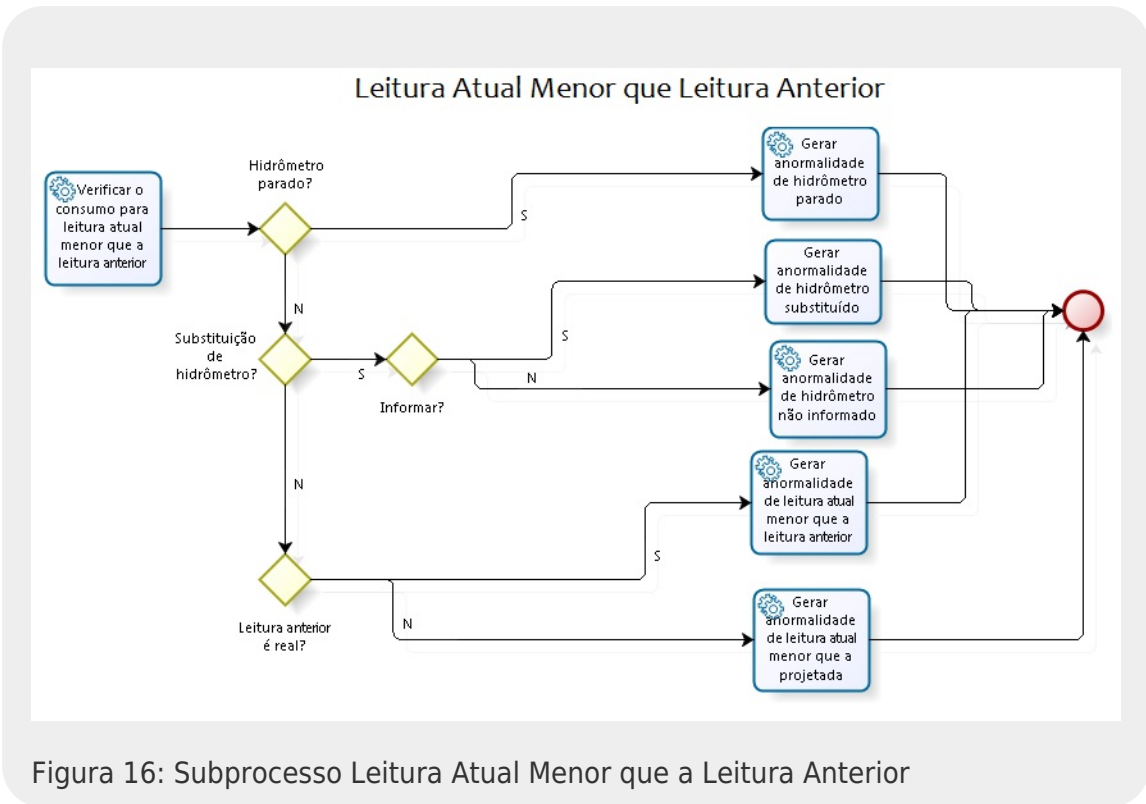 Leitura Atual Menor que Leitura Anterior
Verificar o
consumo para
leitura atual
menor que a
leitura anterior
Hidrômetro
parado?
S
N
Gerar
anormalidade
de hidrômetro
parado
Substituição
de
hidrômetro?
S
N
Informar?
S
N
Gerar
anormalidade
de hidrômetro
substituído
Gerar
anormalidade
de hidrômetro
não informado
Leitura anterior
é real?
S
N
Gerar
anormalidade
de leitura atual
menor que a
leitura anterior
Gerar
anormalidade
de leitura atual
menor que a
projetada
Figura 16: Subprocesso Leitura Atual Menor que a Leitura Anterior